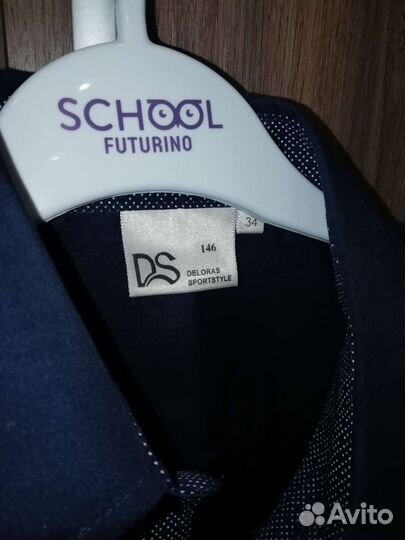 SCHOOL
FUTURINO
146
34
DS
DELORAS
SPORTSTYLE
Avito